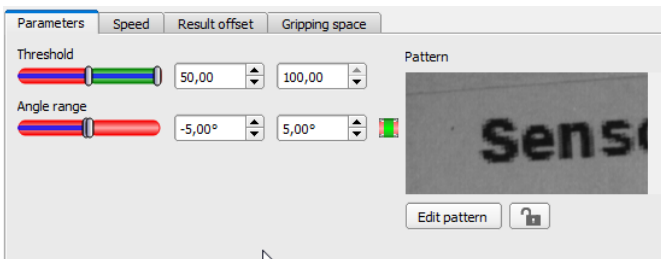 Parameters Speed Result offset Gripping space
Threshold
50,00 100,00
Pattern
Angle range
-5,00° 5,00°
Senso
Edit pattern